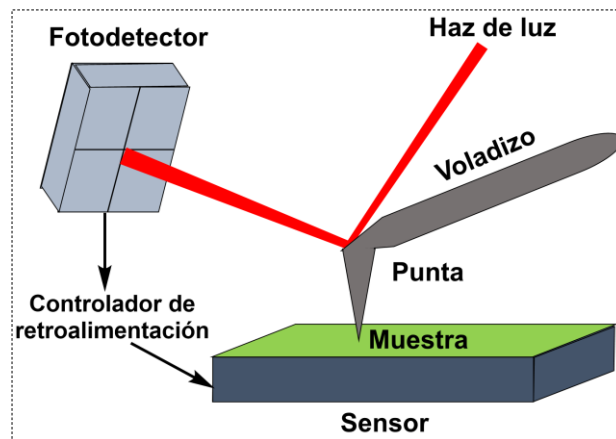 Fotodetector
Haz de luz
Voladizo
Punta
Controlador de
retroalimentación
Muestra
Sensor